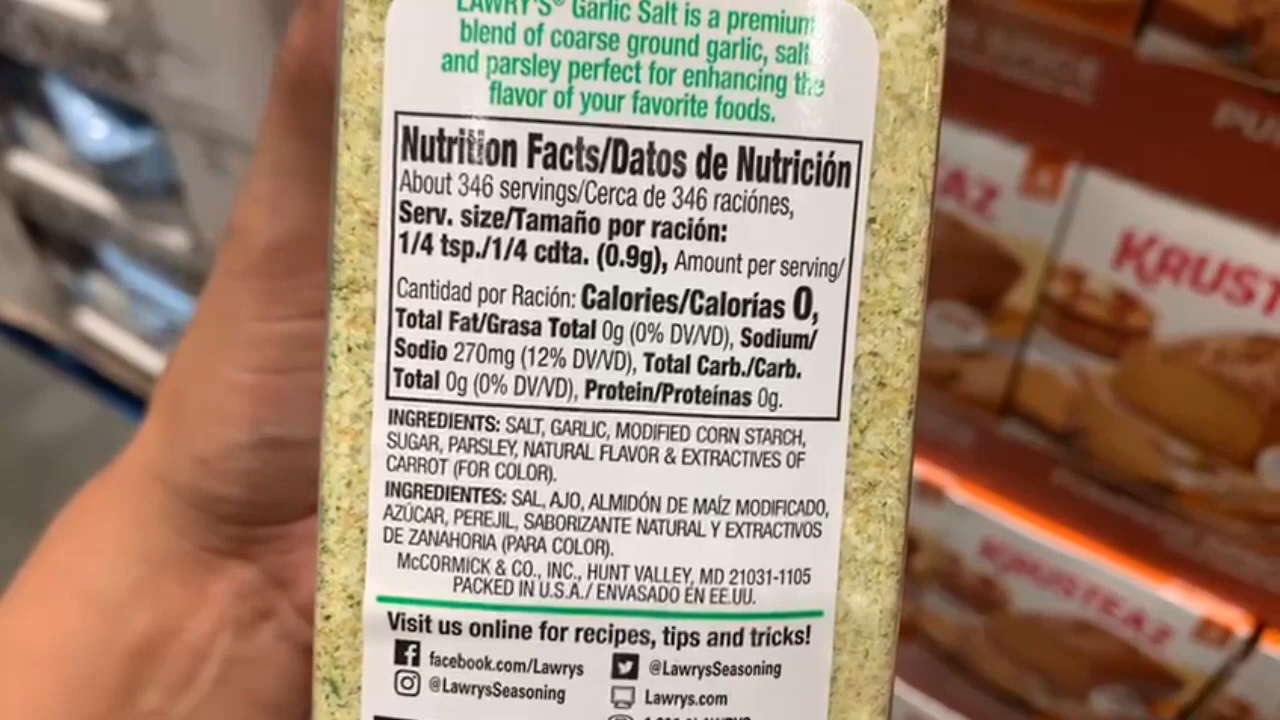 LAWRY'S® Garlic Salt is a premium
blend of coarse ground garlic, salt
and parsley perfect for enhancing the
flavor of your favorite foods.
Nutrition Facts/Datos de Nutrición
About 346 servings/Cerca de 346 raciónes,
Serv. size/Tamaño por ración:
1/4 tsp./1/4 cdta. (0.9g), Amount per serving/
Cantidad por Ración: Calories/Calorías 0,
Total Fat/Grasa Total 0g (0% DV/VD), Sodium/
Sodio 270mg (12% DV/VD), Total Carb./Carb.
Total 0g (0% DV/VD), Protein/Proteínas 0g.
INGREDIENTS: SALT, GARLIC, MODIFIED CORN STARCH,
SUGAR, PARSLEY, NATURAL FLAVOR & EXTRACTIVES OF
CARROT (FOR COLOR).
INGREDIENTES: SAL, AJO, ALMIDÓN DE MAÍZ MODIFICADO,
AZÚCAR, PEREJIL, SABORIZANTE NATURAL Y EXTRACTIVOS
DE ZANAHORIA (PARA COLOR).
McCORMICK & CO., INC., HUNT VALLEY, MD 21031-1105
PACKED IN U.S.A./ ENVASADO EN EE.UU.
Visit us online for recipes, tips and tricks!
facebook.com/Lawrys @LawrysSeasoning
@LawrysSeasoning Lawrys.com
AZ
KRUST
KRUSTEAZ
PU